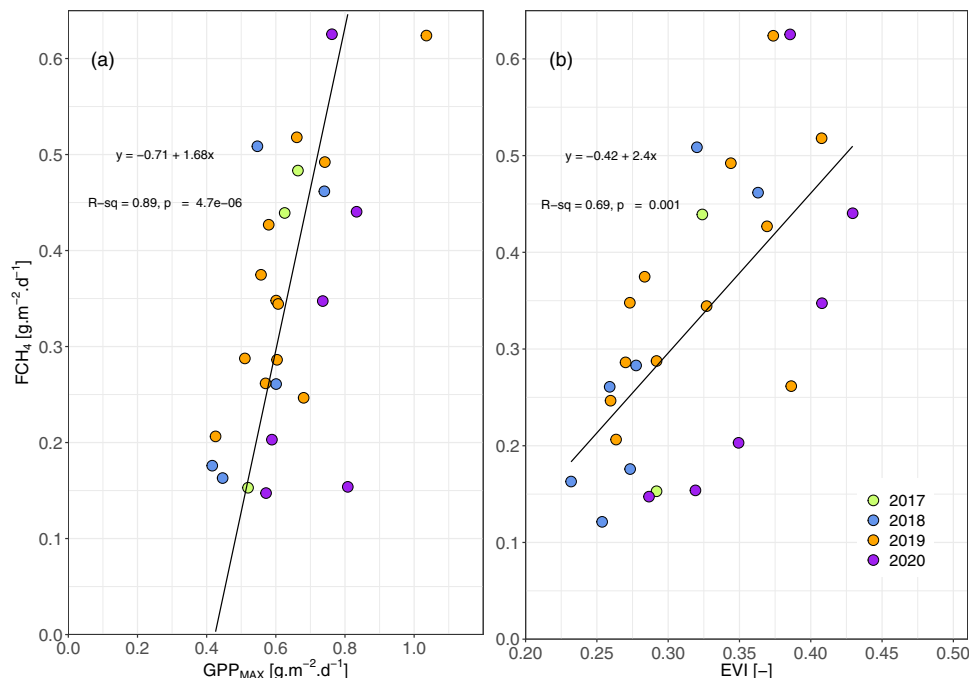 (a)
y = −0.71 + 1.68x
R−sq = 0.89, p = 4.7e−06
FCH₄ [g.m⁻².d⁻¹]
0.6
0.5
0.4
0.3
0.2
0.1
0.0
0.0 0.2 0.4 0.6 0.8 1.0
GPP_MAX [g.m⁻².d⁻¹]
(b)
y = −0.42 + 2.4x
R−sq = 0.69, p = 0.001
0.6
0.5
0.4
0.3
0.2
0.1
0.0
2017
2018
2019
2020
0.20 0.25 0.30 0.35 0.40 0.45 0.50
EVI [−]